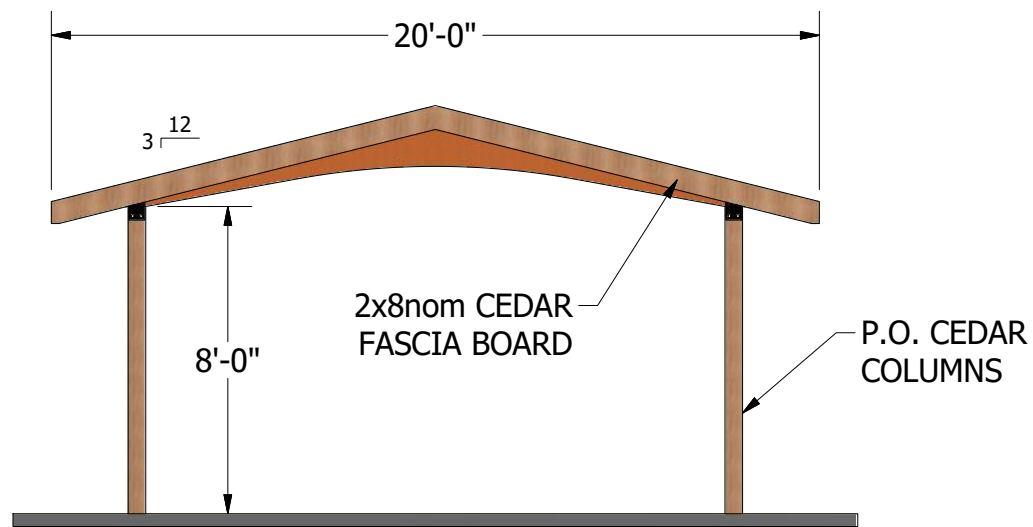 20'-0"
12
3
2x8nom CEDAR
FASCIA BOARD
8'-0"
P.O. CEDAR
COLUMNS